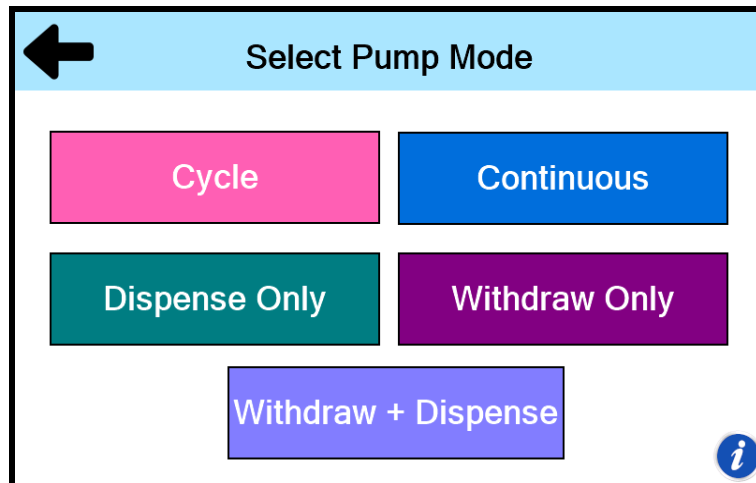 Select Pump Mode
Cycle
Continuous
Dispense Only
Withdraw Only
Withdraw + Dispense
i